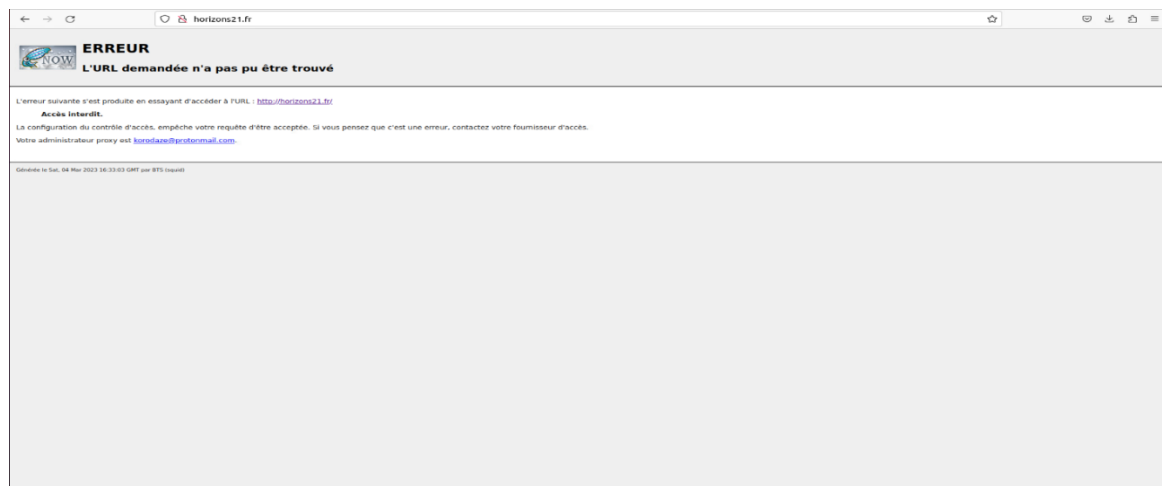 horizons21.fr
NOW
ERREUR
L'URL demandée n'a pas pu être trouvé
L'erreur suivante s'est produite en essayant d'accéder à l'URL : http://horizons21.fr/
Accès interdit.
La configuration du contrôle d'accès, empêche votre requête d'être acceptée. Si vous pensez que c'est une erreur, contactez votre fournisseur d'accès.
Votre administrateur proxy est korodaze@protonmail.com.
Générée le Sat, 04 Mar 2023 16:33:03 GMT par BTS (squid)